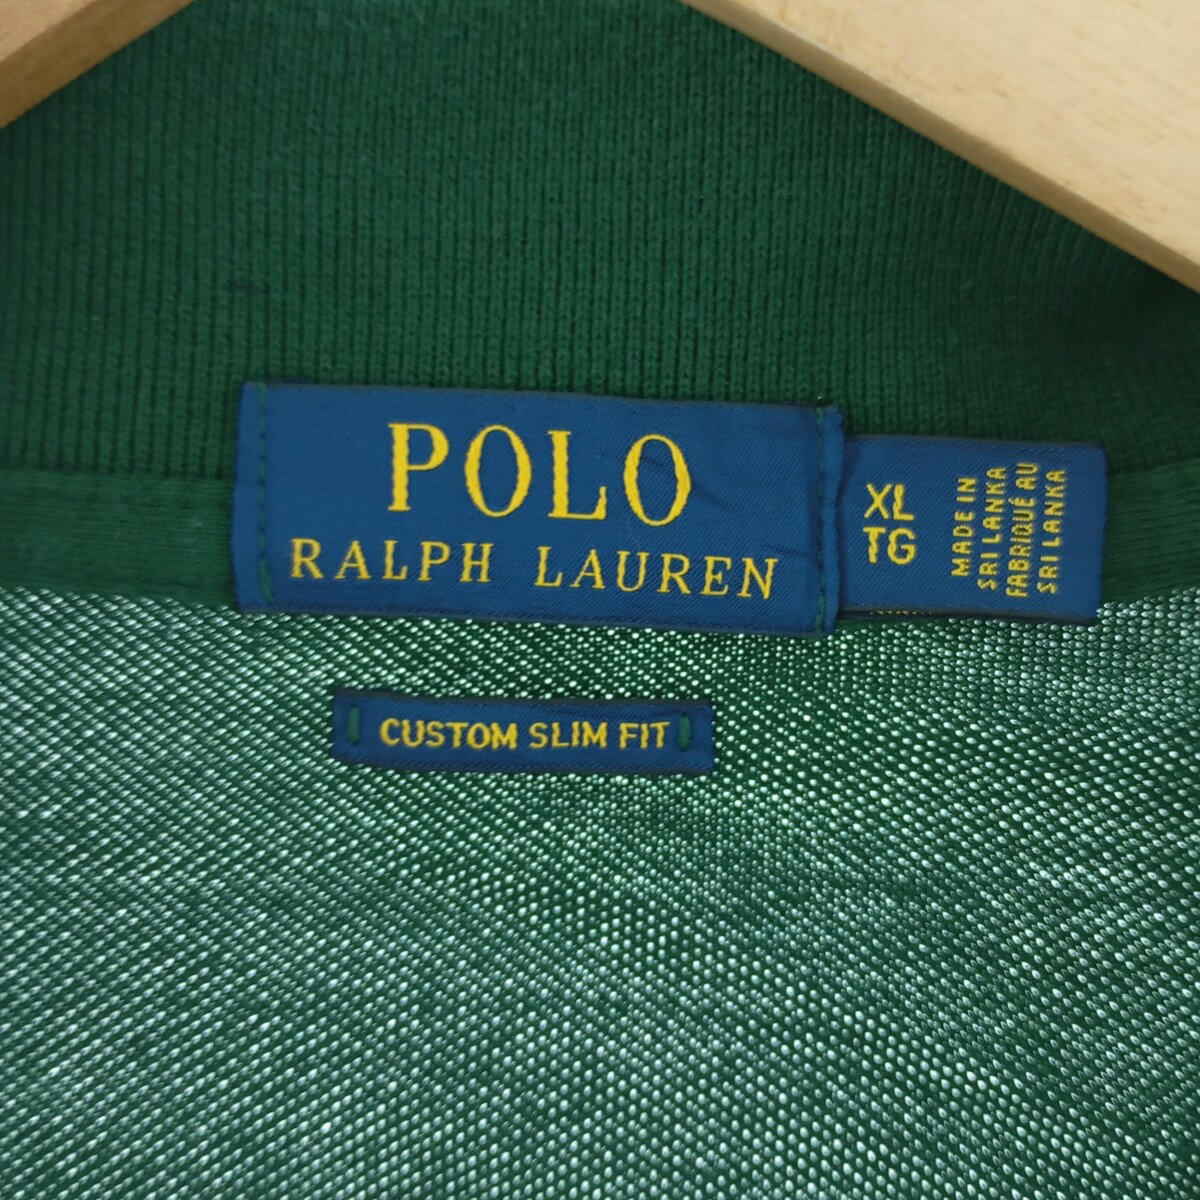 POLO
RALPH LAUREN
XL
TG
MADE IN
SRI LANKA
FABRIQUÉ AU
SRI LANKA
CUSTOM SLIM FIT